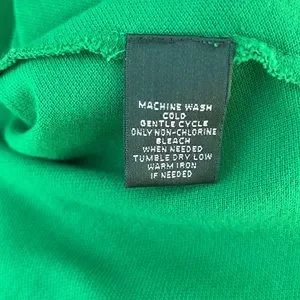 MACHINE WASH
COLD
GENTLE CYCLE
ONLY NON-CHLORINE
BLEACH
WHEN NEEDED
TUMBLE DRY LOW
WARM IRON
IF NEEDED